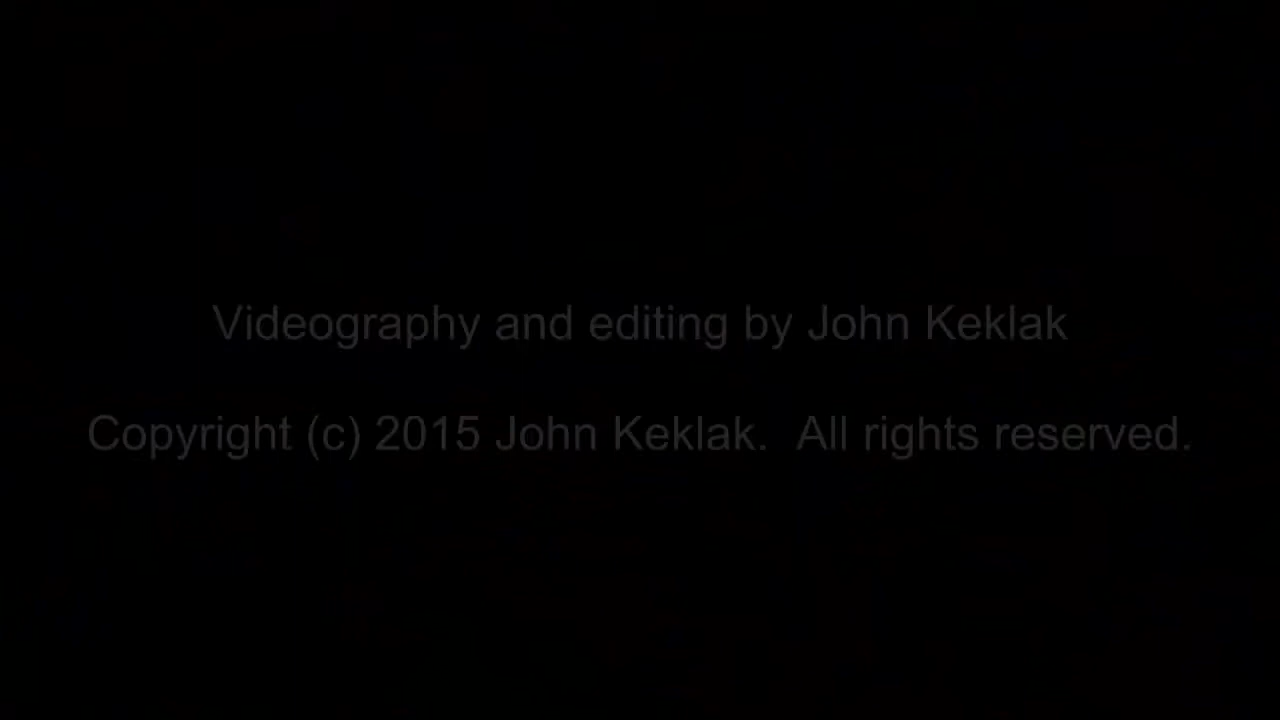 Videography and editing by John Keklak
Copyright (c) 2015 John Keklak.  All rights reserved.